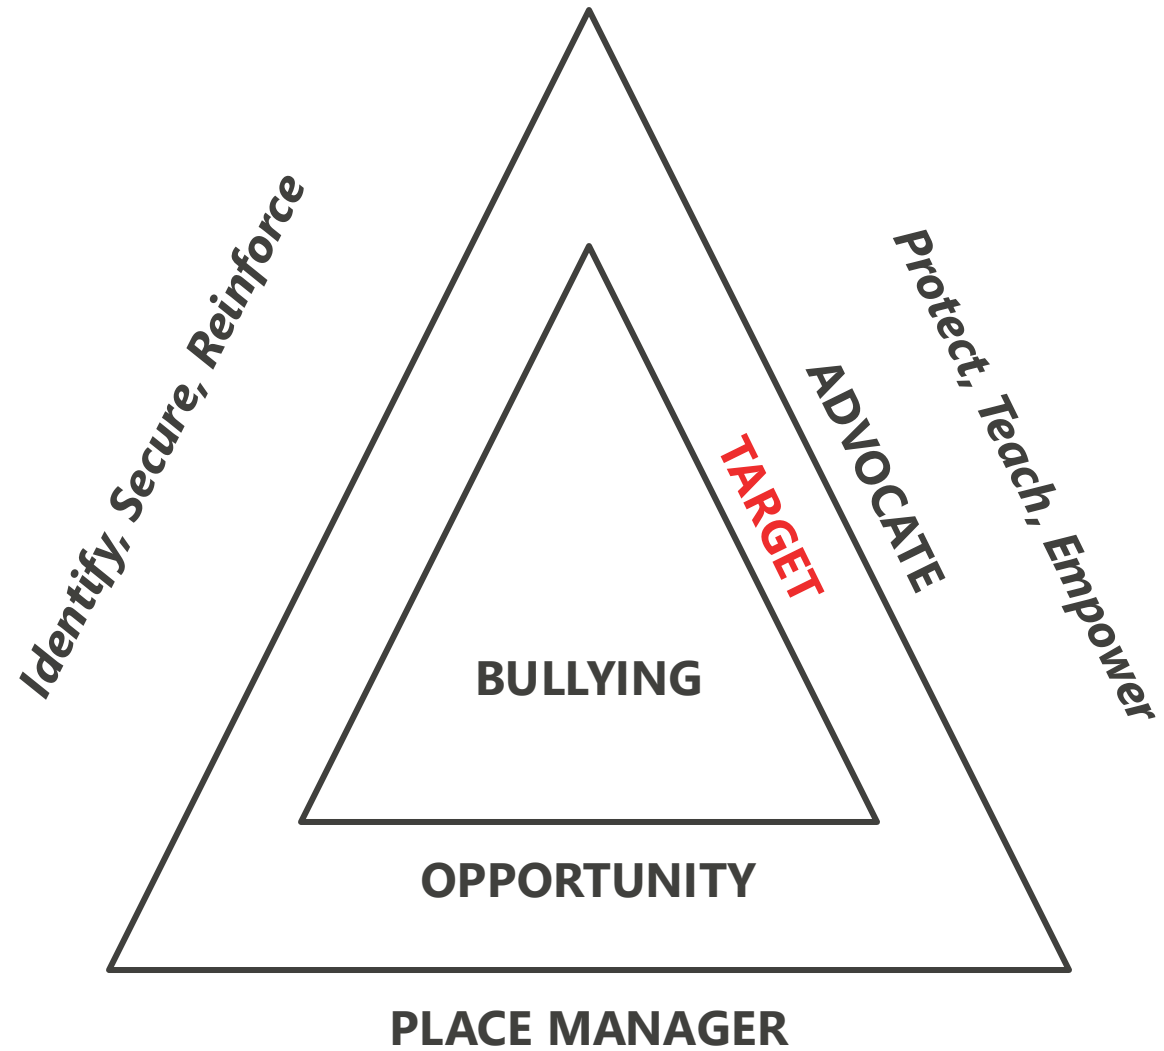 Identify, Secure, Reinforce
Protect, Teach, Empower
ADVOCATE
TARGET
BULLYING
OPPORTUNITY
PLACE MANAGER